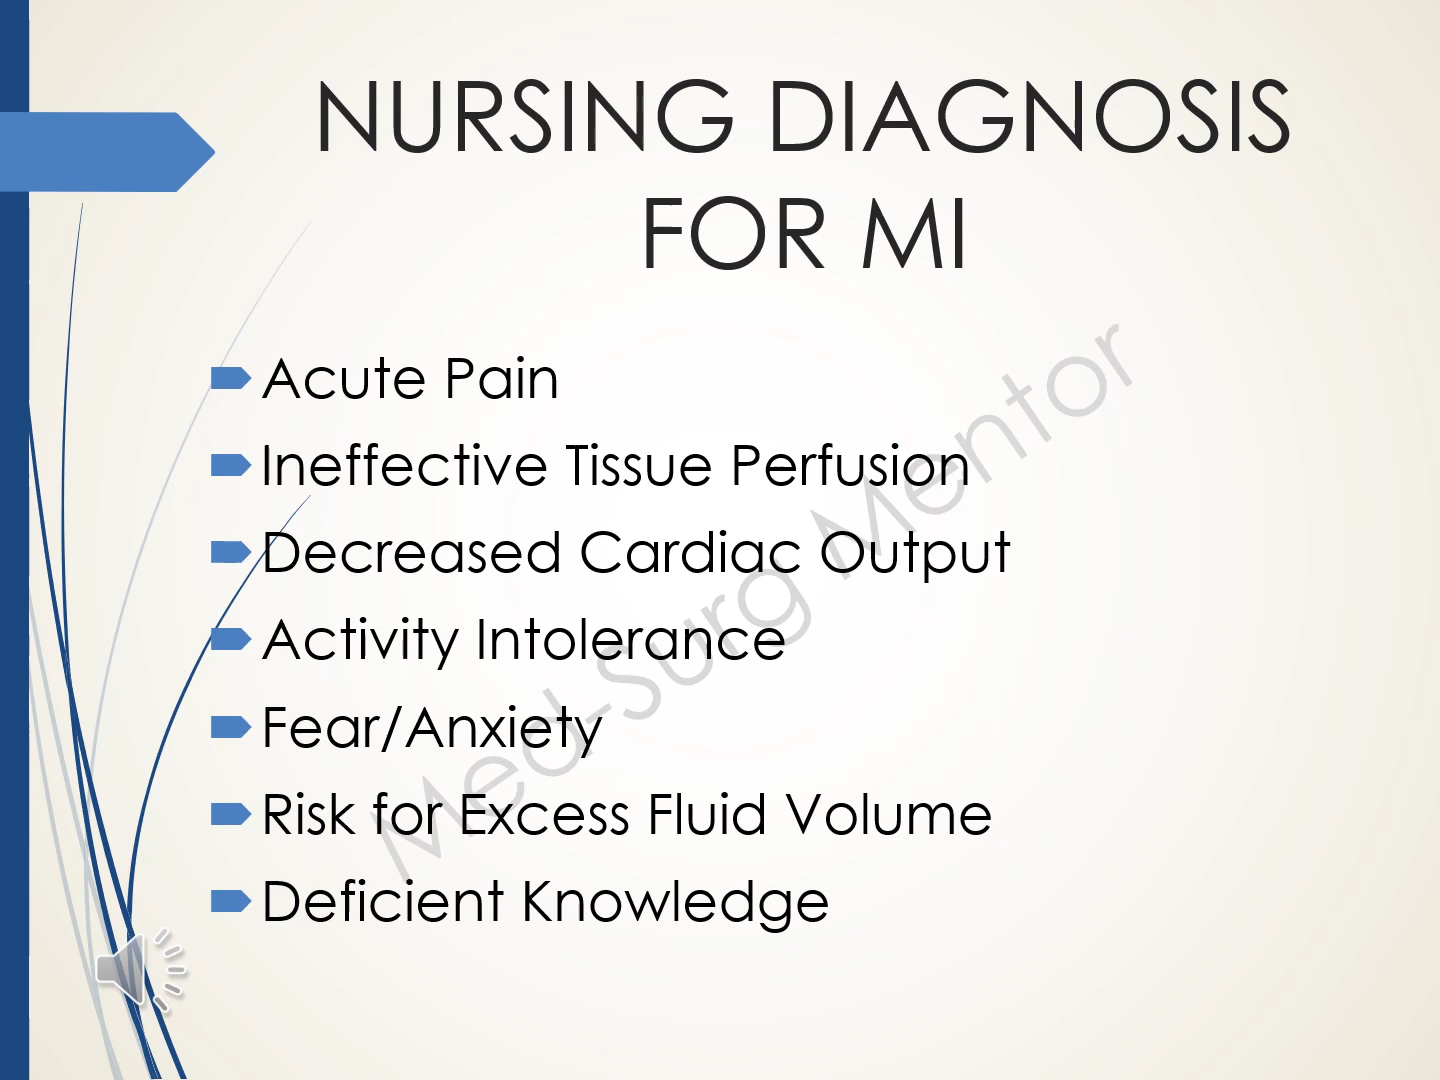 NURSING DIAGNOSIS
FOR MI
Acute Pain
Ineffective Tissue Perfusion
Decreased Cardiac Output
Activity Intolerance
Fear/Anxiety
Risk for Excess Fluid Volume
Deficient Knowledge
Med-Surg Mentor